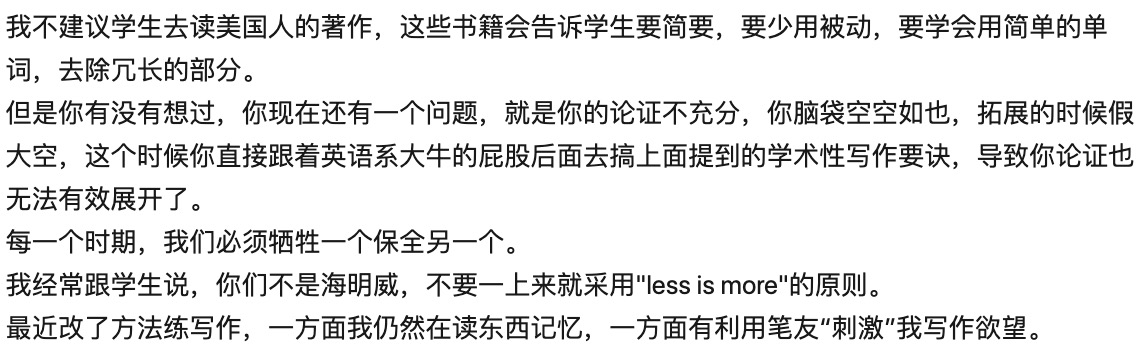 我不建议学生去读美国人的著作，这些书籍会告诉学生要简要，要少用被动，要学会用简单的单
词，去除冗长的部分。
但是你有没有想过，你现在还有一个问题，就是你的论证不充分，你脑袋空空如也，拓展的时候假
大空，这个时候你直接跟着英语系大牛的屁股后面去搞上面提到的学术性写作要诀，导致你论证也
无法有效展开了。
每一个时期，我们必须牺牲一个保全另一个。
我经常跟学生说，你们不是海明威，不要一上来就采用"less is more"的原则。
最近改了方法练写作，一方面我仍然在读东西记忆，一方面有利用笔友“刺激”我写作欲望。